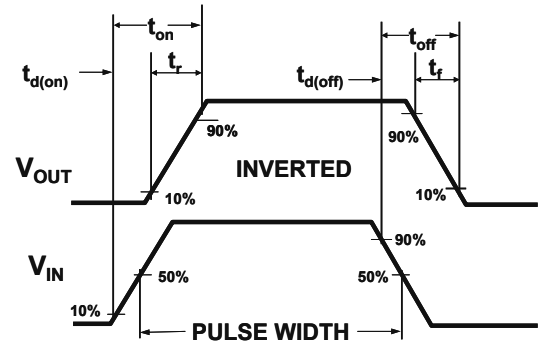 t_on
t_off
t_d(on)
t_r
t_d(off)
t_f
90%
90%
V_OUT
INVERTED
10%
10%
V_IN
90%
50%
50%
10%
PULSE WIDTH